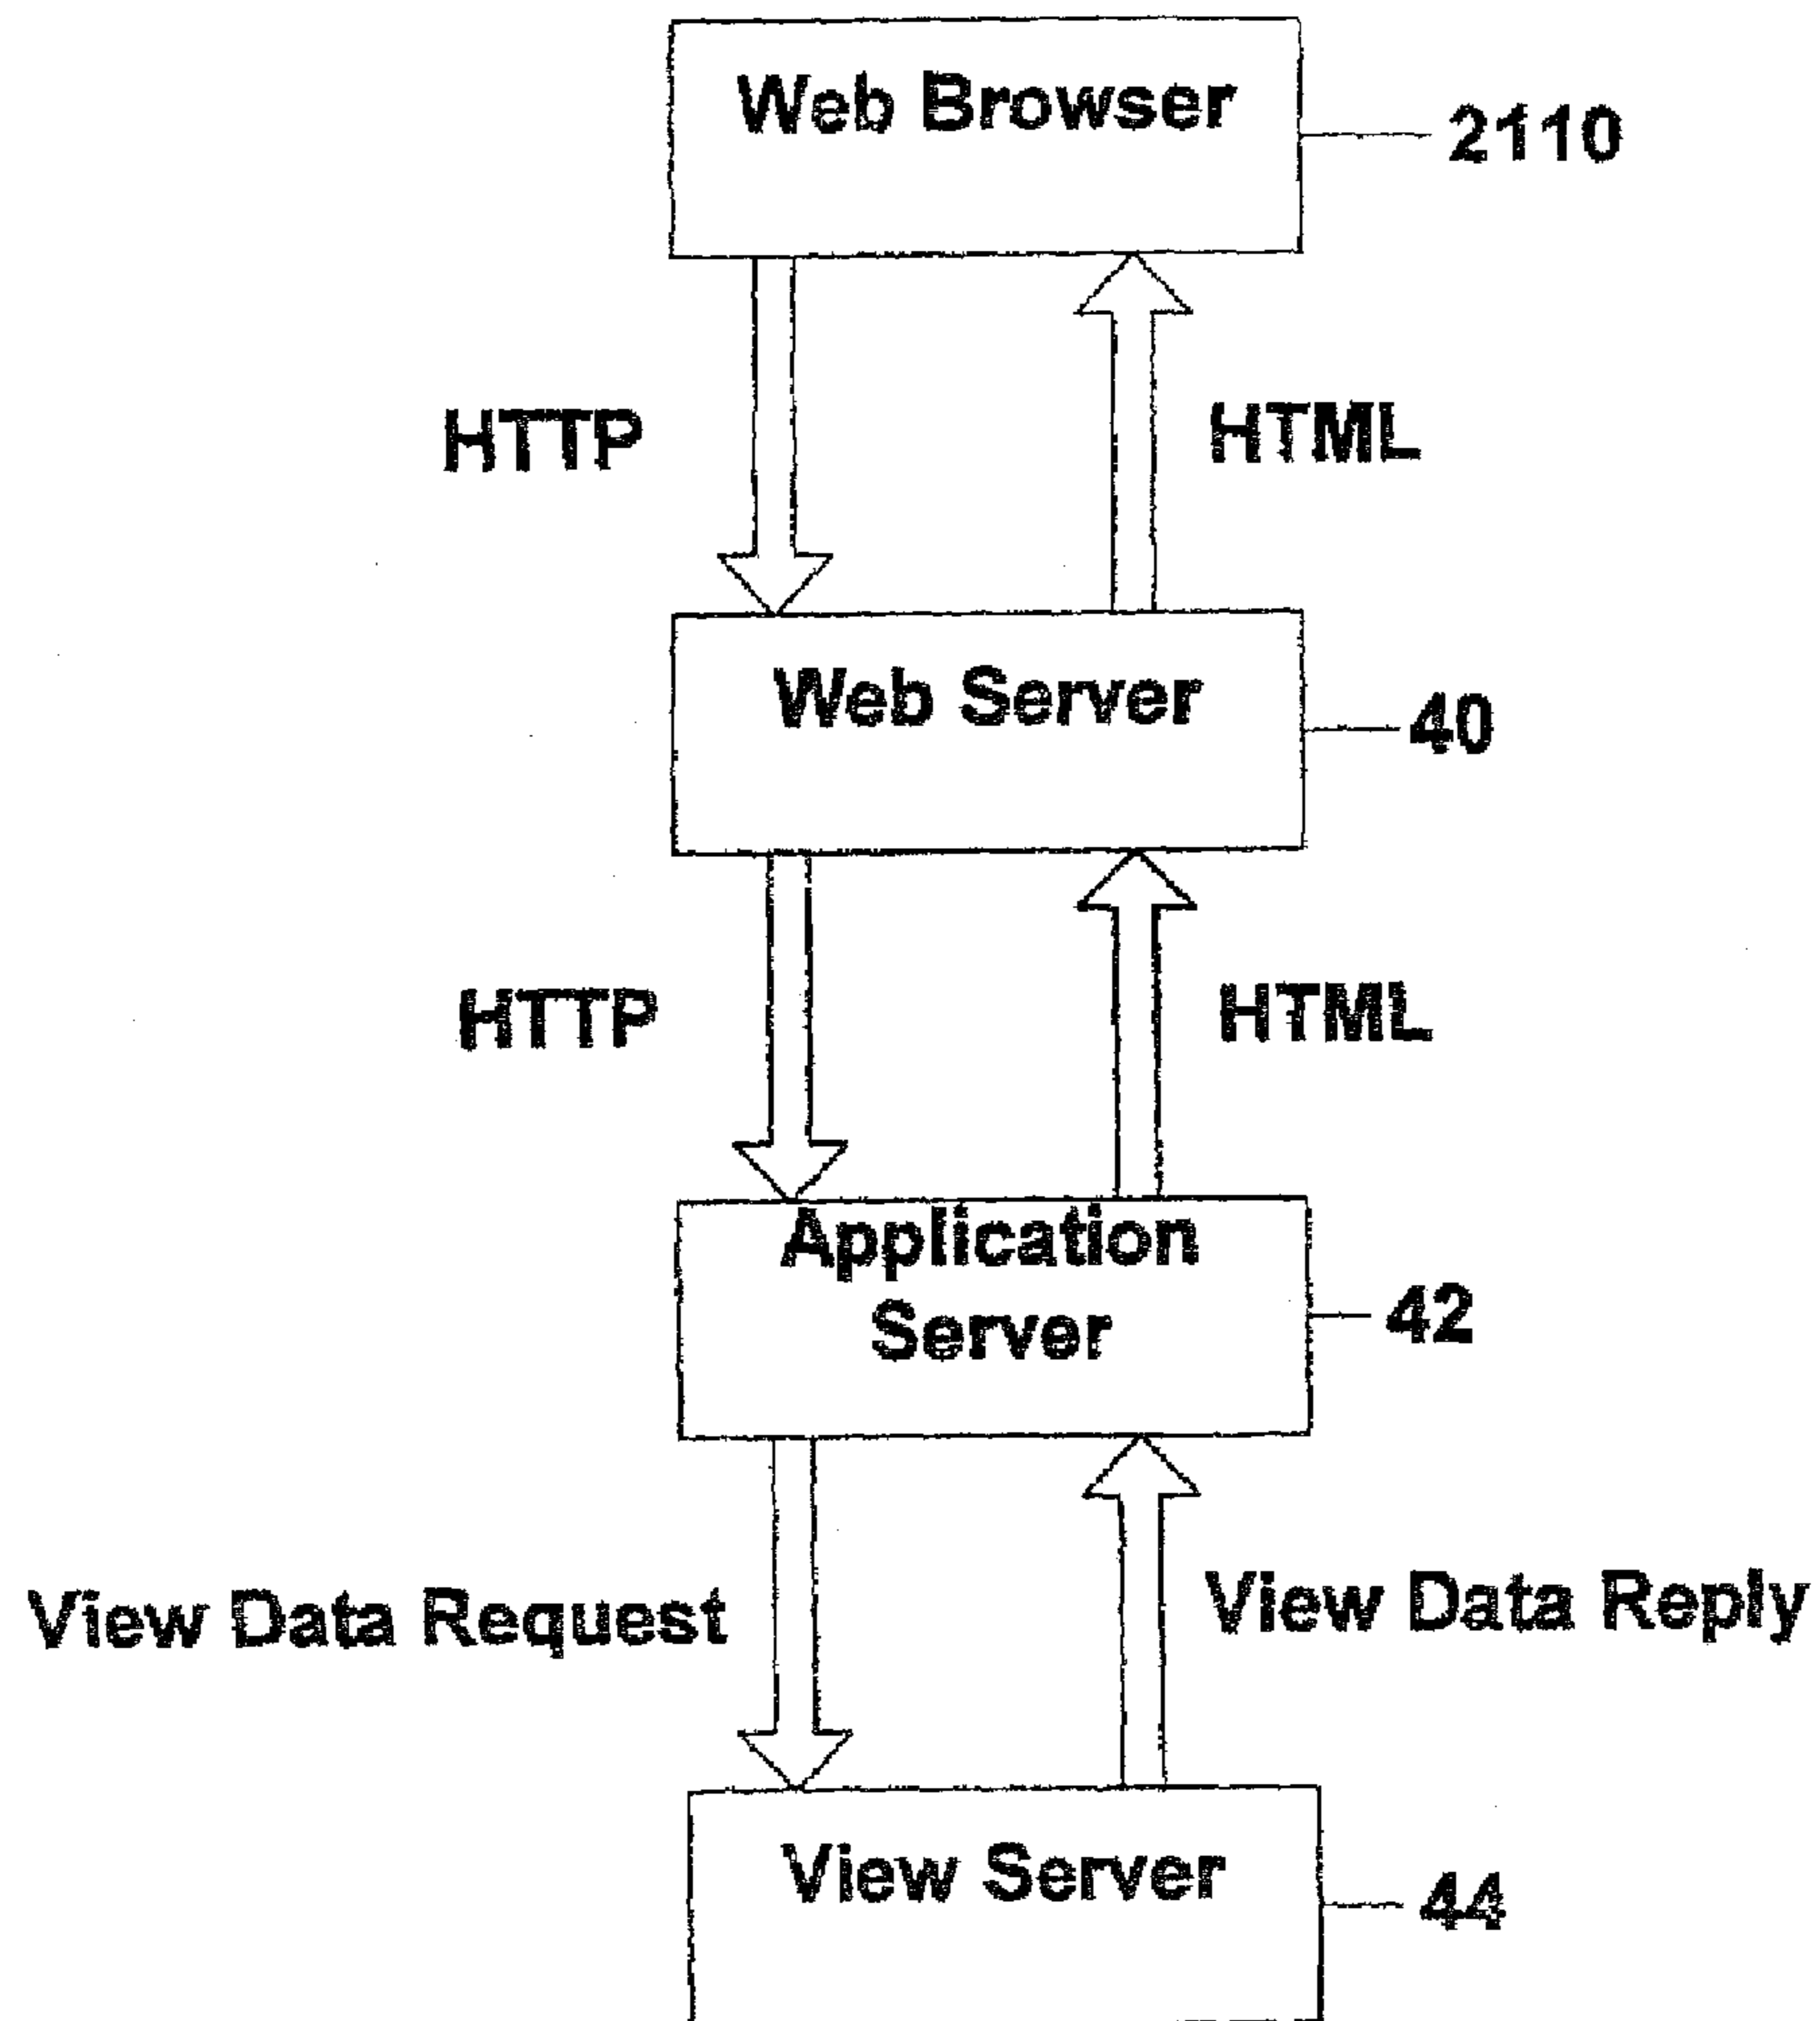 Web Browser
2110
HTTP
HTML
Web Server
40
HTTP
HTML
Application
Server
42
View Data Request
View Data Reply
View Server
44